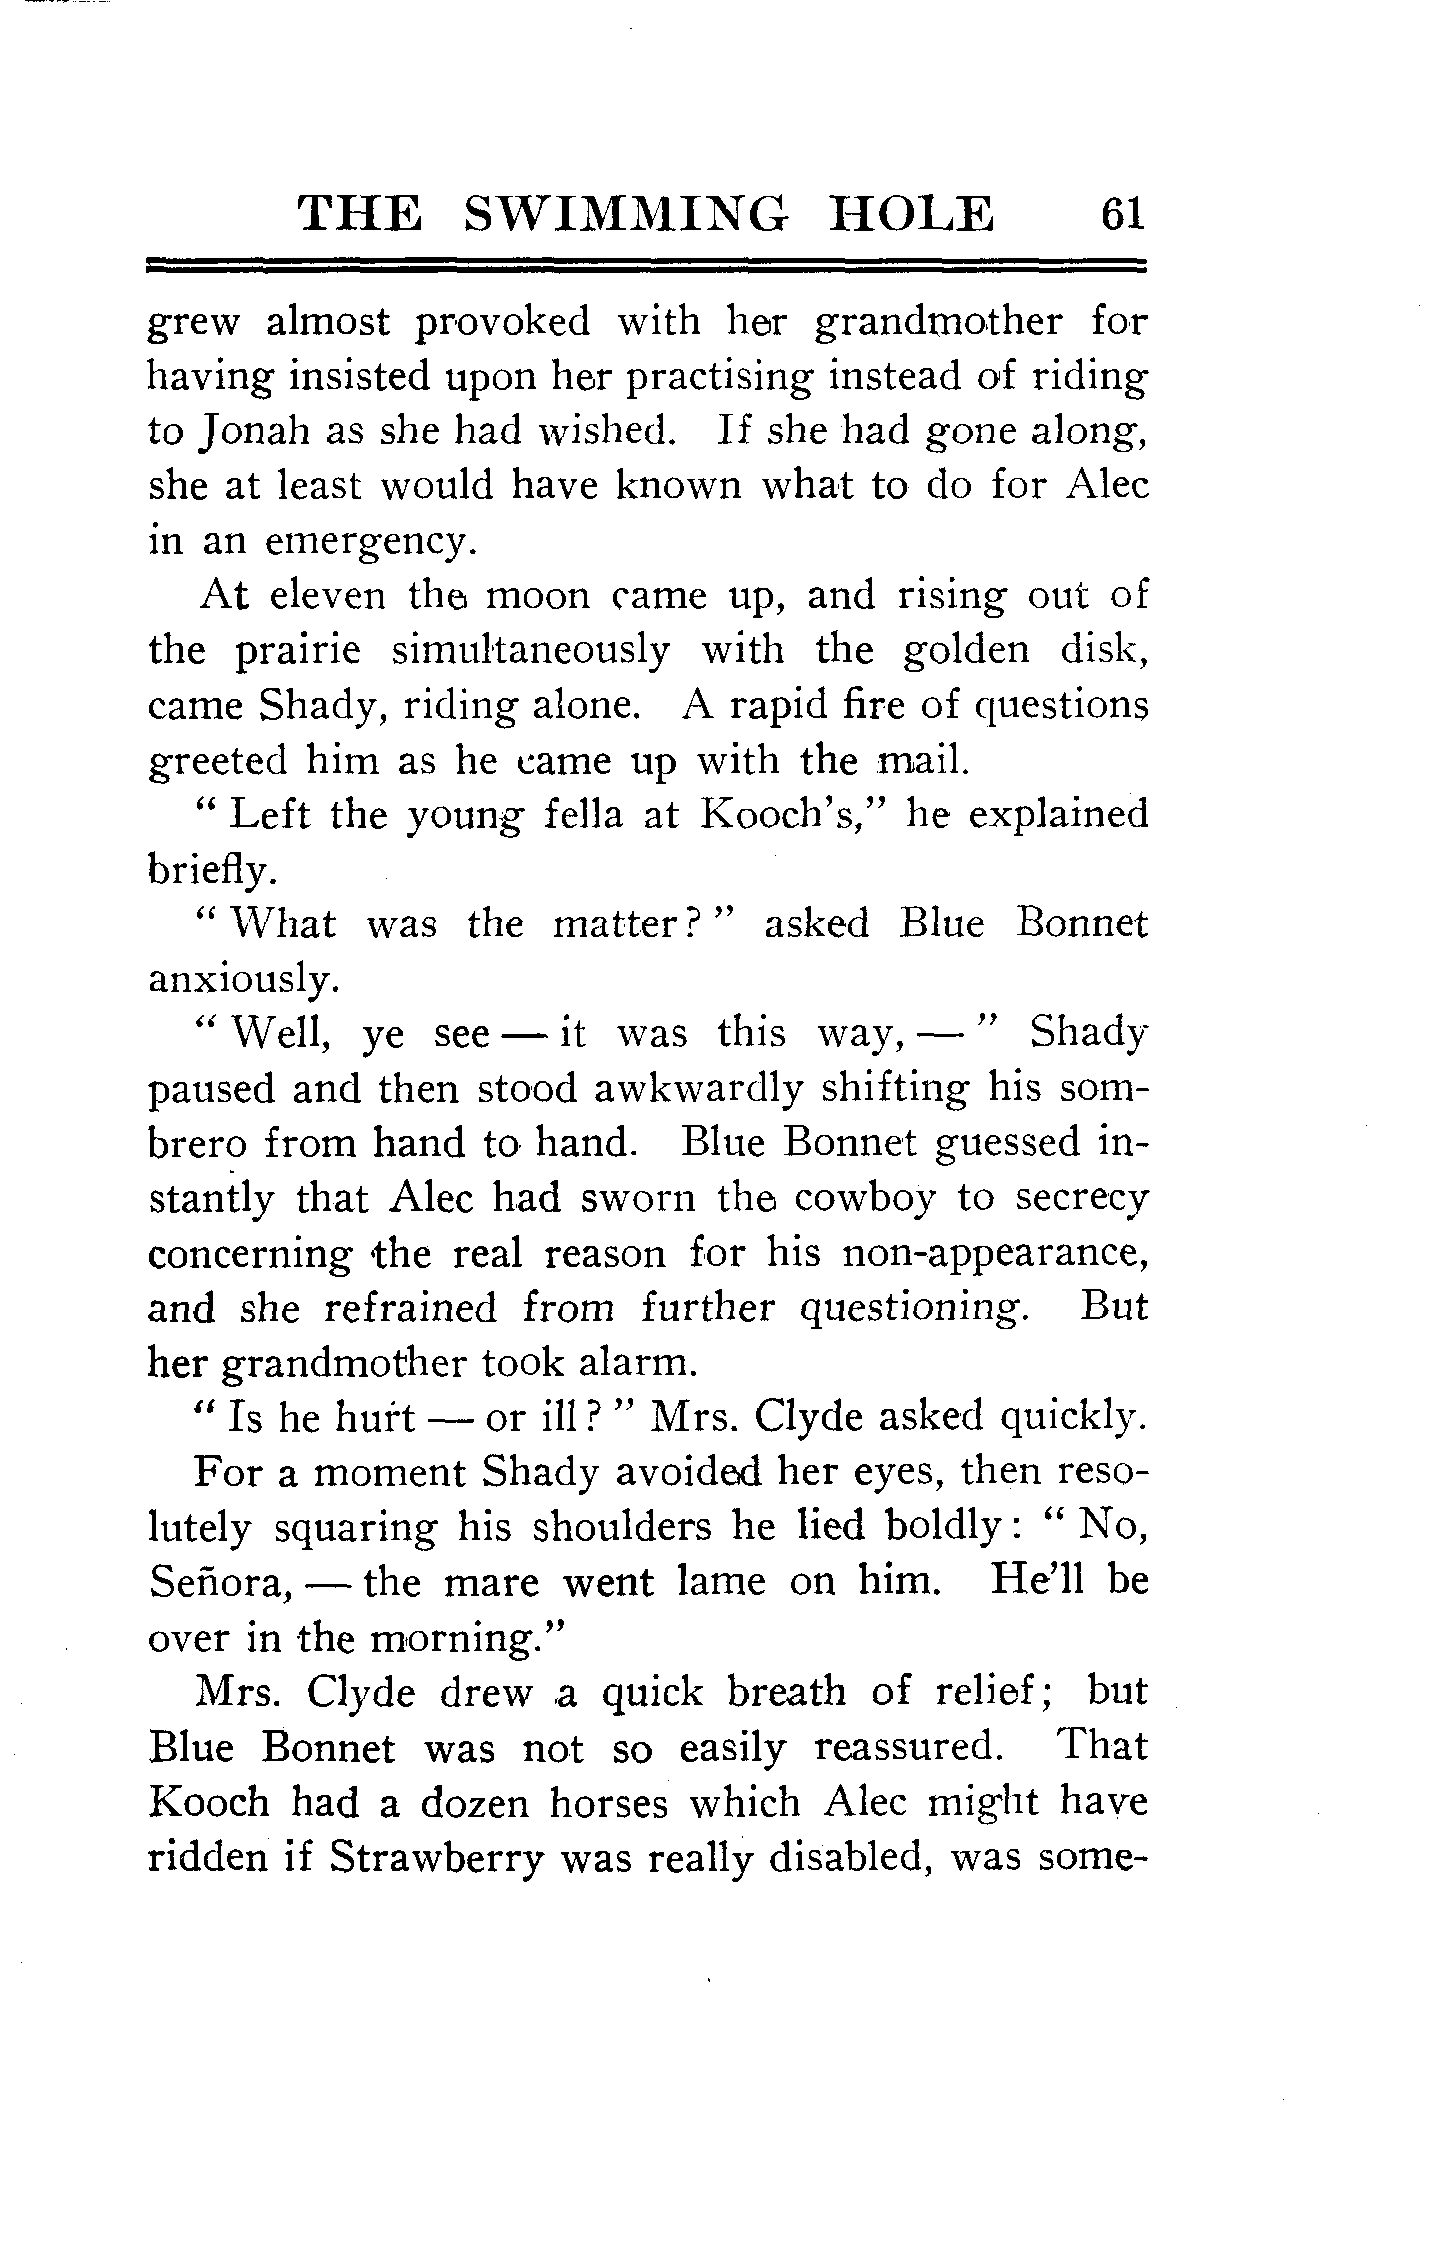 THE SWIMMING HOLE 61
grew almost provoked with her grandmother for
having insisted upon her practising instead of riding
to Jonah as she had wished. If she had gone along,
she at least would have known what to do for Alec
in an emergency.
At eleven the moon came up, and rising out of
the prairie simultaneously with the golden disk,
came Shady, riding alone. A rapid fire of questions
greeted him as he came up with the mail.
" Left the young fella at Kooch's," he explained
briefly.
" What was the matter? " asked Blue Bonnet
anxiously.
" Well, ye see — it was this way, — " Shady
paused and then stood awkwardly shifting his som-
brero from hand to hand. Blue Bonnet guessed in-
stantly that Alec had sworn the cowboy to secrecy
concerning the real reason for his non-appearance,
and she refrained from further questioning. But
her grandmother took alarm.
" Is he hurt — or ill? " Mrs. Clyde asked quickly.
For a moment Shady avoided her eyes, then reso-
lutely squaring his shoulders he lied boldly: " No,
Señora, — the mare went lame on him. He'll be
over in the morning."
Mrs. Clyde drew a quick breath of relief; but
Blue Bonnet was not so easily reassured. That
Kooch had a dozen horses which Alec might have
ridden if Strawberry was really disabled, was some-